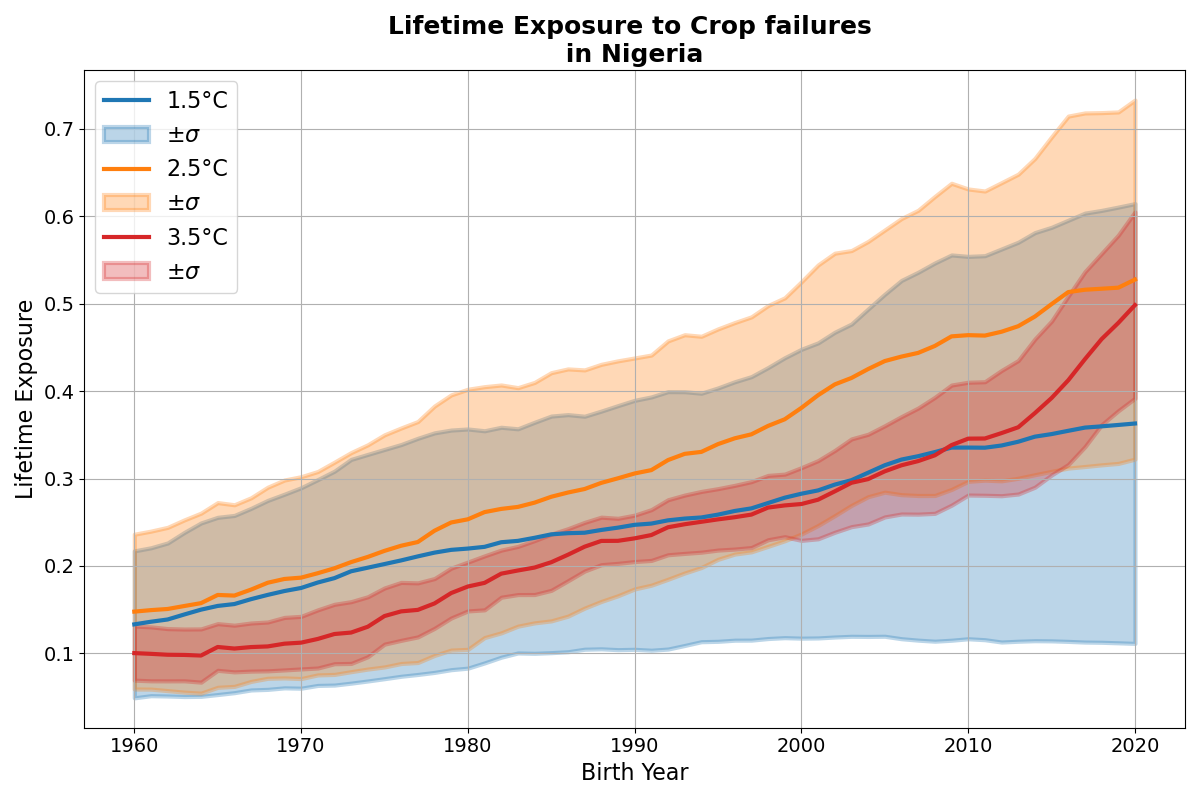 Lifetime Exposure to Crop failures
in Nigeria
1.5°C
±σ
2.5°C
±σ
3.5°C
±σ
Lifetime Exposure
0.7
0.6
0.5
0.4
0.3
0.2
0.1
1960 1970 1980 1990 2000 2010 2020
Birth Year